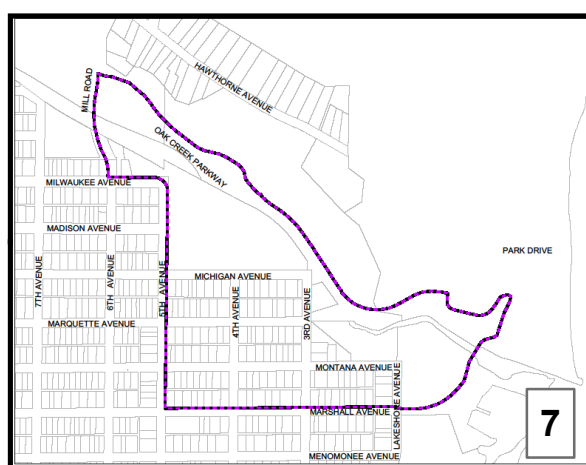 HAWTHORNE AVENUE
MILL ROAD
OAK CREEK PARKWAY
MILWAUKEE AVENUE
MADISON AVENUE
PARK DRIVE
7TH AVENUE
6TH AVENUE
5TH AVENUE
MICHIGAN AVENUE
4TH AVENUE
3RD AVENUE
MARQUETTE AVENUE
MONTANA AVENUE
LAKESHORE AVENUE
MARSHALL AVENUE
MENOMONEE AVENUE
7